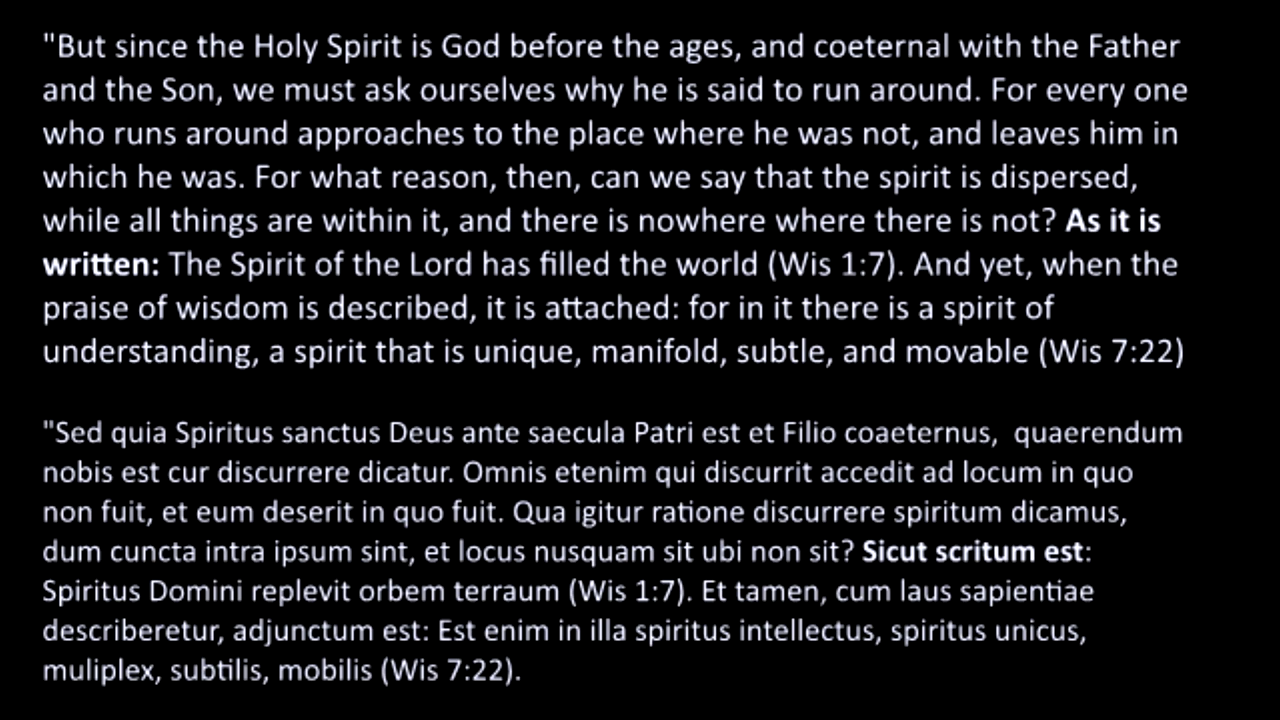 "But since the Holy Spirit is God before the ages, and coeternal with the Father
and the Son, we must ask ourselves why he is said to run around. For every one
who runs around approaches to the place where he was not, and leaves him in
which he was. For what reason, then, can we say that the spirit is dispersed,
while all things are within it, and there is nowhere where there is not? As it is
written: The Spirit of the Lord has filled the world (Wis 1:7). And yet, when the
praise of wisdom is described, it is attached: for in it there is a spirit of
understanding, a spirit that is unique, manifold, subtle, and movable (Wis 7:22)
"Sed quia Spiritus sanctus Deus ante saecula Patri est et Filio coaeternus,  quaerendum
nobis est cur discurrere dicatur. Omnis etenim qui discurrit accedit ad locum in quo
non fuit, et eum deserit in quo fuit. Qua igitur ratione discurrere spiritum dicamus,
dum cuncta intra ipsum sint, et locus nusquam sit ubi non sit? Sicut scritum est:
Spiritus Domini replevit orbem terraum (Wis 1:7). Et tamen, cum laus sapientiae
describeretur, adjunctum est: Est enim in illa spiritus intellectus, spiritus unicus,
muliplex, subtilis, mobilis (Wis 7:22).